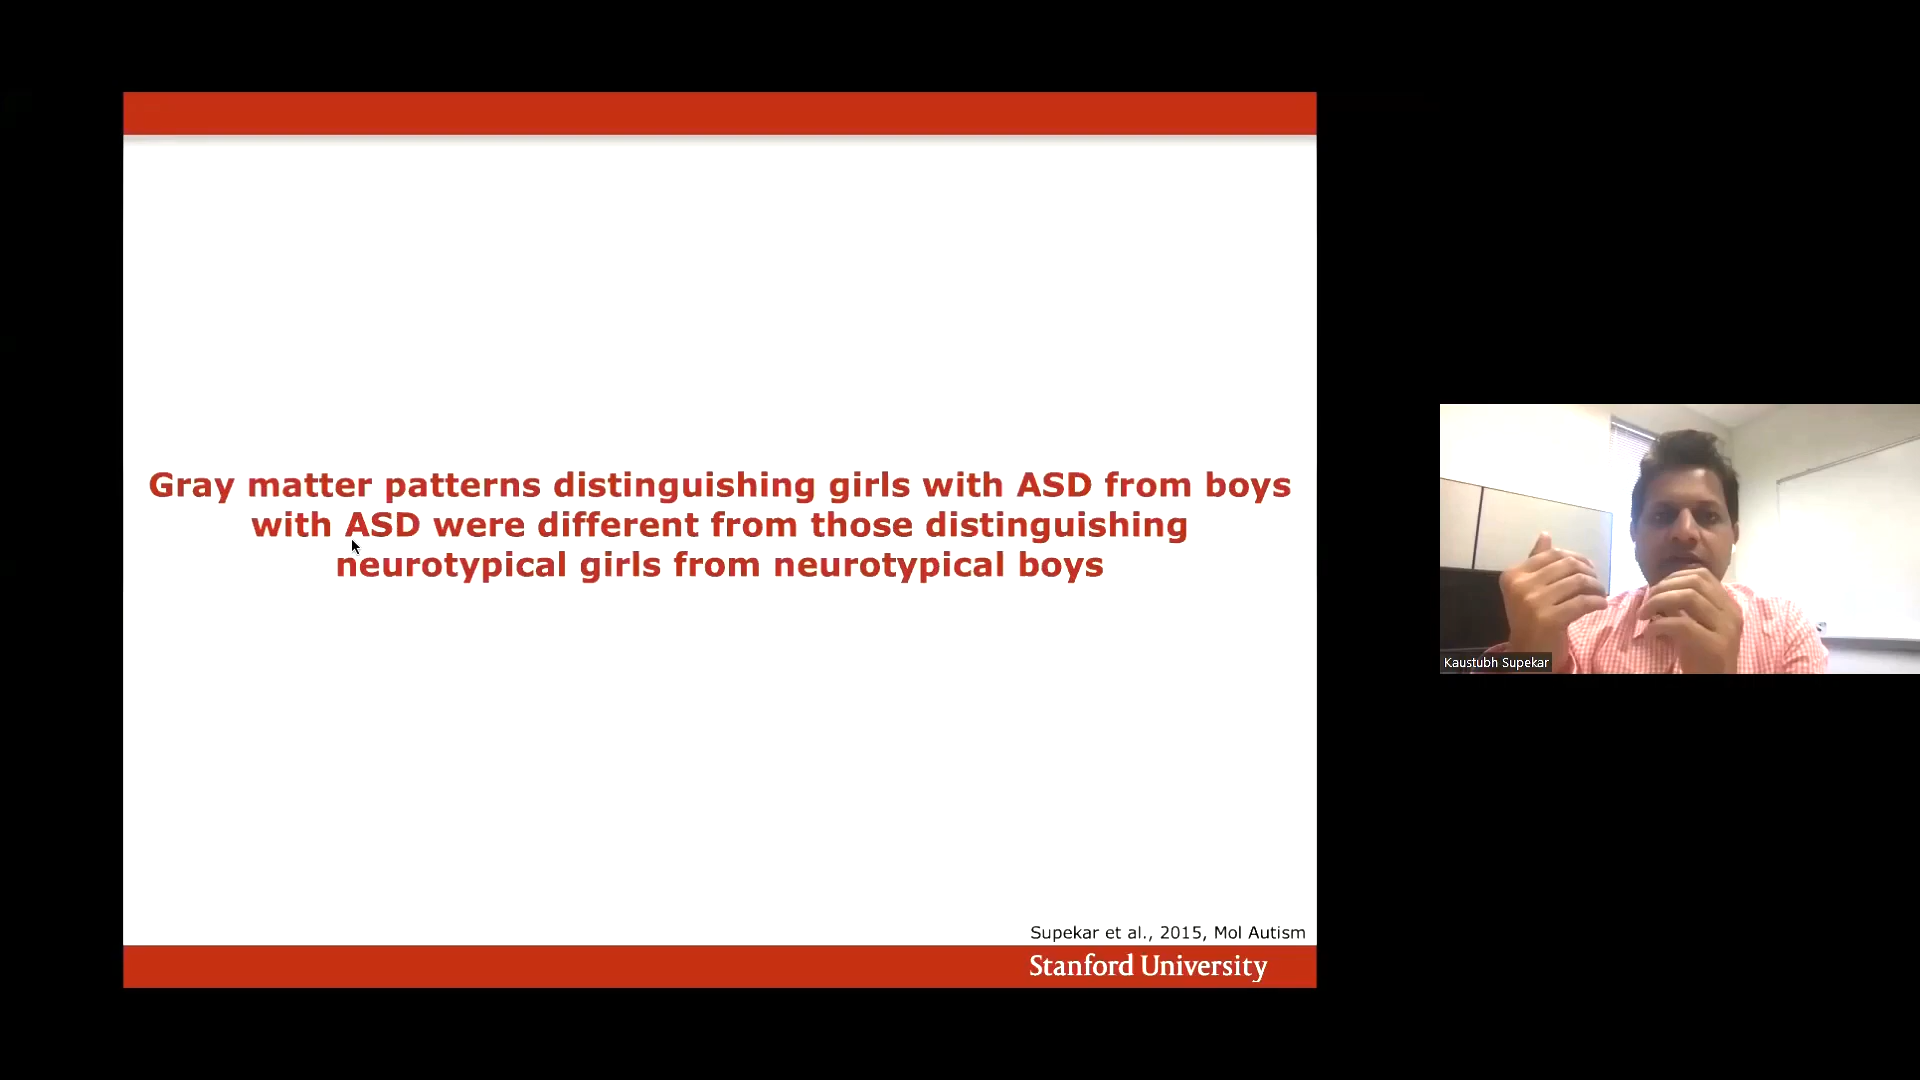 Gray matter patterns distinguishing girls with ASD from boys
with ASD were different from those distinguishing
neurotypical girls from neurotypical boys
Supekar et al., 2015, Mol Autism
Stanford University
Kaustubh Supekar